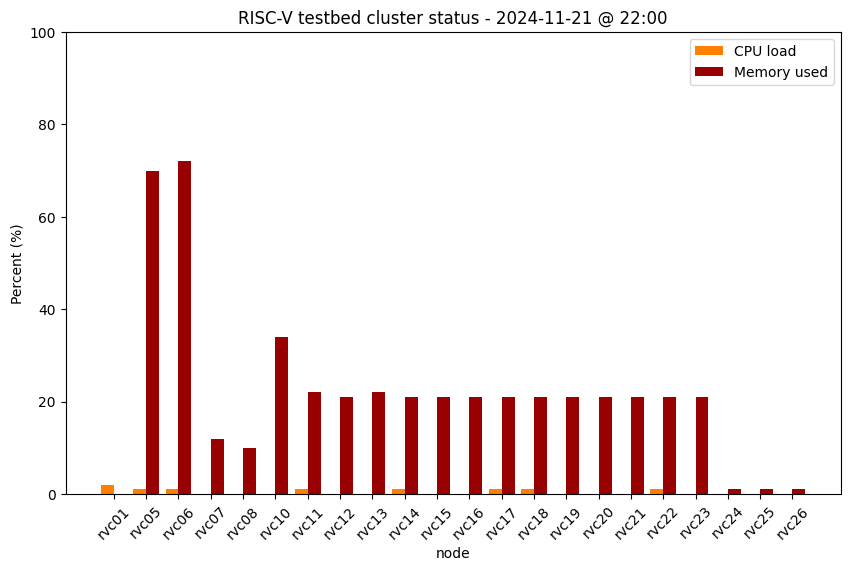 RISC-V testbed cluster status - 2024-11-21 @ 22:00
CPU load
Memory used
Percent (%)
100
80
60
40
20
0
rvc01
rvc05
rvc06
rvc07
rvc08
rvc10
rvc11
rvc12
rvc13
rvc14
rvc15
rvc16
rvc17
rvc18
rvc19
rvc20
rvc21
rvc22
rvc23
rvc24
rvc25
rvc26
node